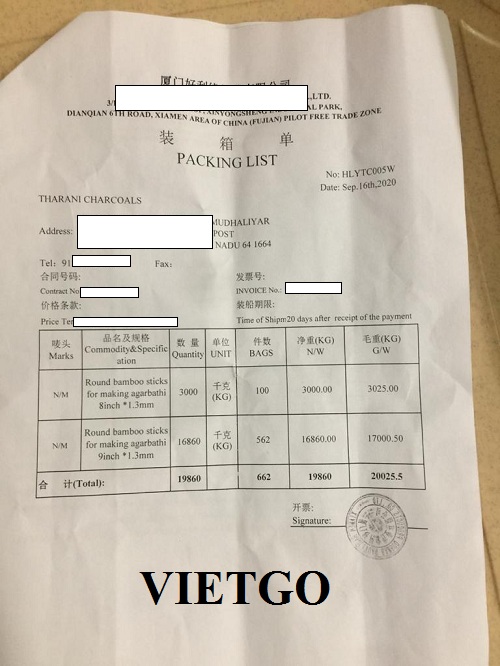 ,LTD.
DIANQIAN 6TH ROAD, XIAMEN AREA OF CHINA (FUJIAN) PILOT FREE TRADE ZONE
装 箱 单
PACKING LIST
No: HLYTC005W
Date: Sep.16th,2020
THARANI CHARCOALS
Address: MUDHALIYAR
POST
NADU 64 1664
Tel: 91 Fax:
合同号码: 发票号:
Contract No INVOICE No.:
价格条款: 装船期限:
Price Ter Time of Shipm20 days after receipt of the payment
唛头 品名及规格 数 量 单位 件数 净重(KG) 毛重(KG)
Marks Commodity&Specific Quantity UNIT BAGS N/W G/W
ation
Round bamboo sticks
N/M for making agarbathi 3000 千克 100 3000.00 3025.00
8inch *1.3mm (KG)
Round bamboo sticks
N/M for making agarbathi 16860 千克 562 16860.00 17000.50
9inch *1.3mm (KG)
合 计(Total): 19860 662 19860 20025.5
开票:
Signature:
VIETGO